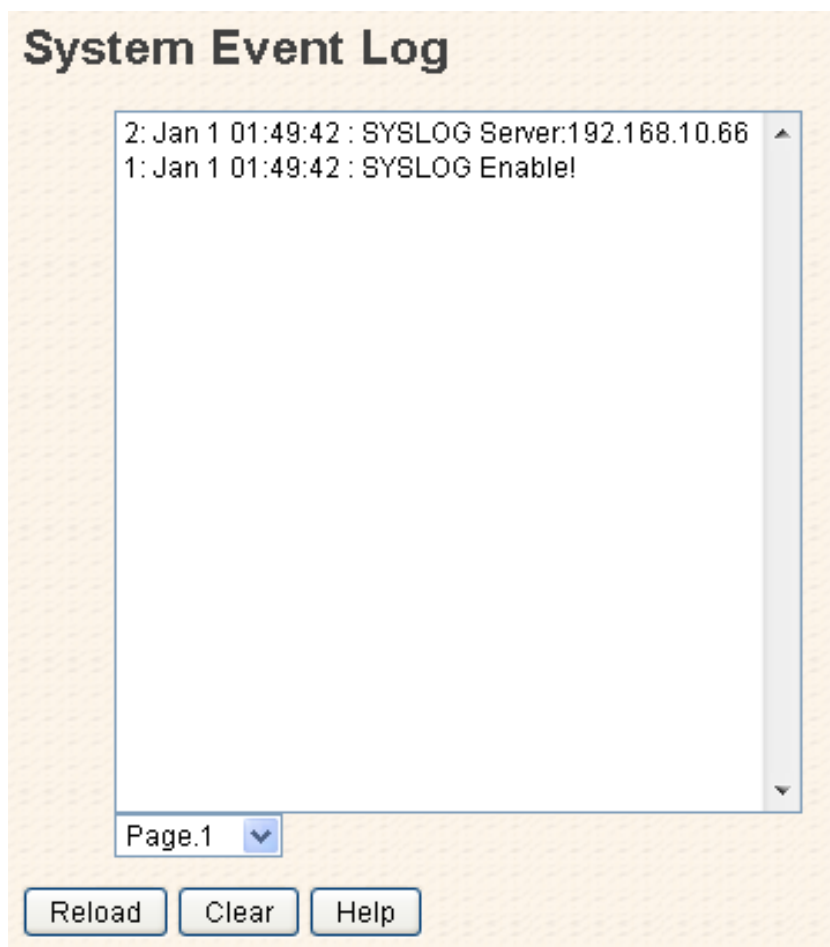 System Event Log
2: Jan 1 01:49:42 : SYSLOG Server:192.168.10.66
1: Jan 1 01:49:42 : SYSLOG Enable!
Page.1
Reload Clear Help